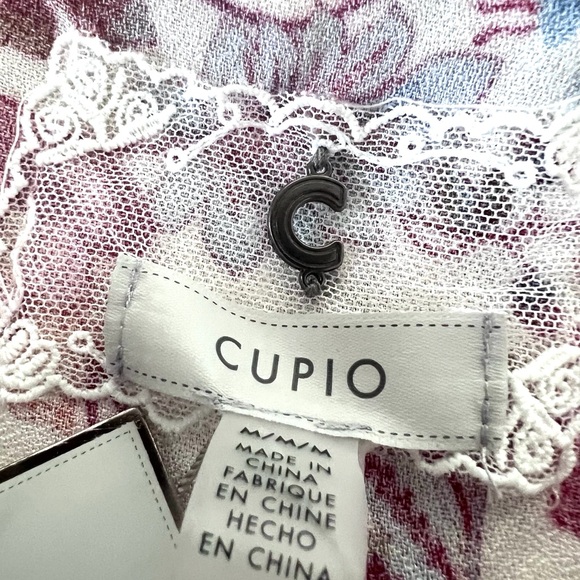 C
CUPIO
M/M/M
MADE IN
CHINA
FABRIQUE
EN CHINE
HECHO
EN CHINA